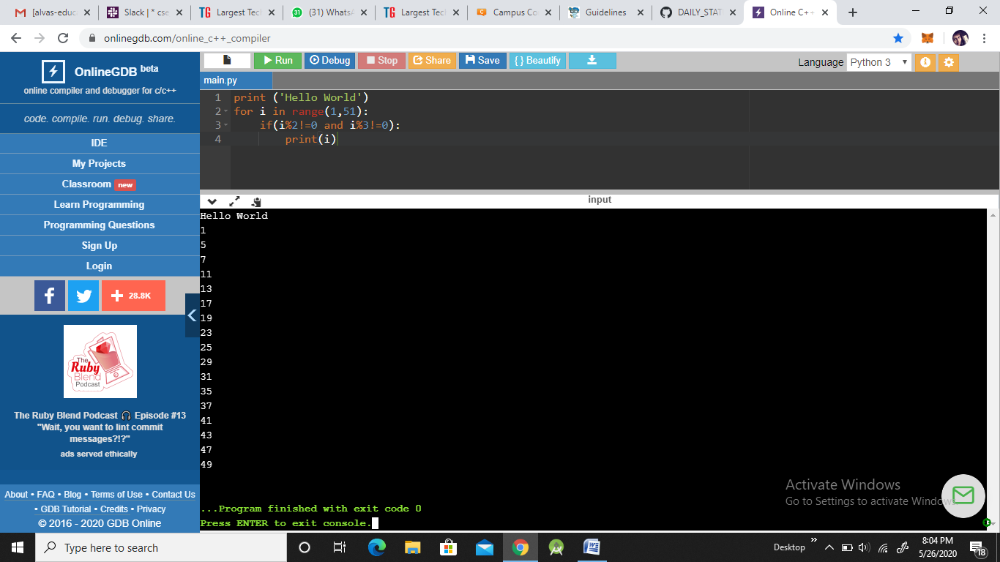 [alvas-educ
Slack | * cse
Largest Tech
(31) WhatsA
Largest Tech
Campus Co
Guidelines
DAILY_STAT
Online C++
onlinegdb.com/online_c++_compiler
OnlineGDB beta
online compiler and debugger for c/c++
code. compile. run. debug. share.
IDE
My Projects
Classroom new
Learn Programming
Programming Questions
Sign Up
Login
28.8K
The
Ruby
Blend
Podcast
The Ruby Blend Podcast 🎧 Episode #13
"Wait, you want to lint commit
messages?!?"
ads served ethically
About • FAQ • Blog • Terms of Use • Contact Us
• GDB Tutorial • Credits • Privacy
© 2016 - 2020 GDB Online
Run Debug Stop Share Save { } Beautify
Language Python 3
main.py
1 print ('Hello World')
2 for i in range(1,51):
3     if(i%2!=0 and i%3!=0):
4         print(i)
input
Hello World
1
5
7
11
13
17
19
23
25
29
31
35
37
41
43
47
49
...Program finished with exit code 0
Press ENTER to exit console.
Activate Windows
Go to Settings to activate Windows.
Type here to search
Desktop
8:04 PM
5/26/2020
18